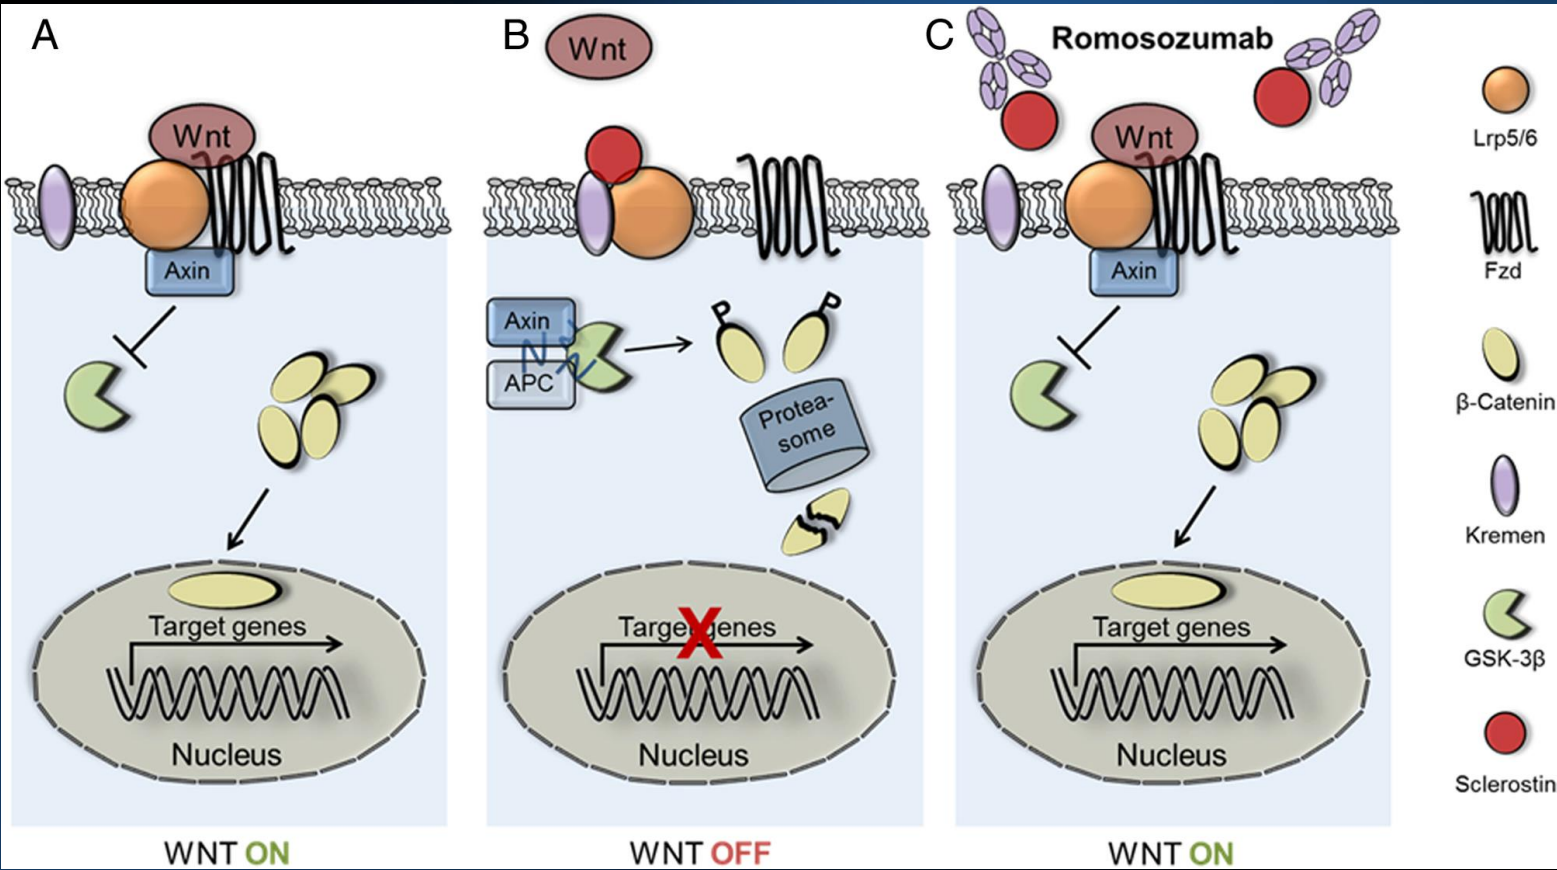 A
Wnt
Axin
Target genes
Nucleus
WNT ON
B
Wnt
Axin
APC
P
P
Protea-
some
Target genes
X
Nucleus
WNT OFF
C
Romosozumab
Wnt
Axin
Target genes
Nucleus
WNT ON
Lrp5/6
Fzd
β-Catenin
Kremen
GSK-3β
Sclerostin